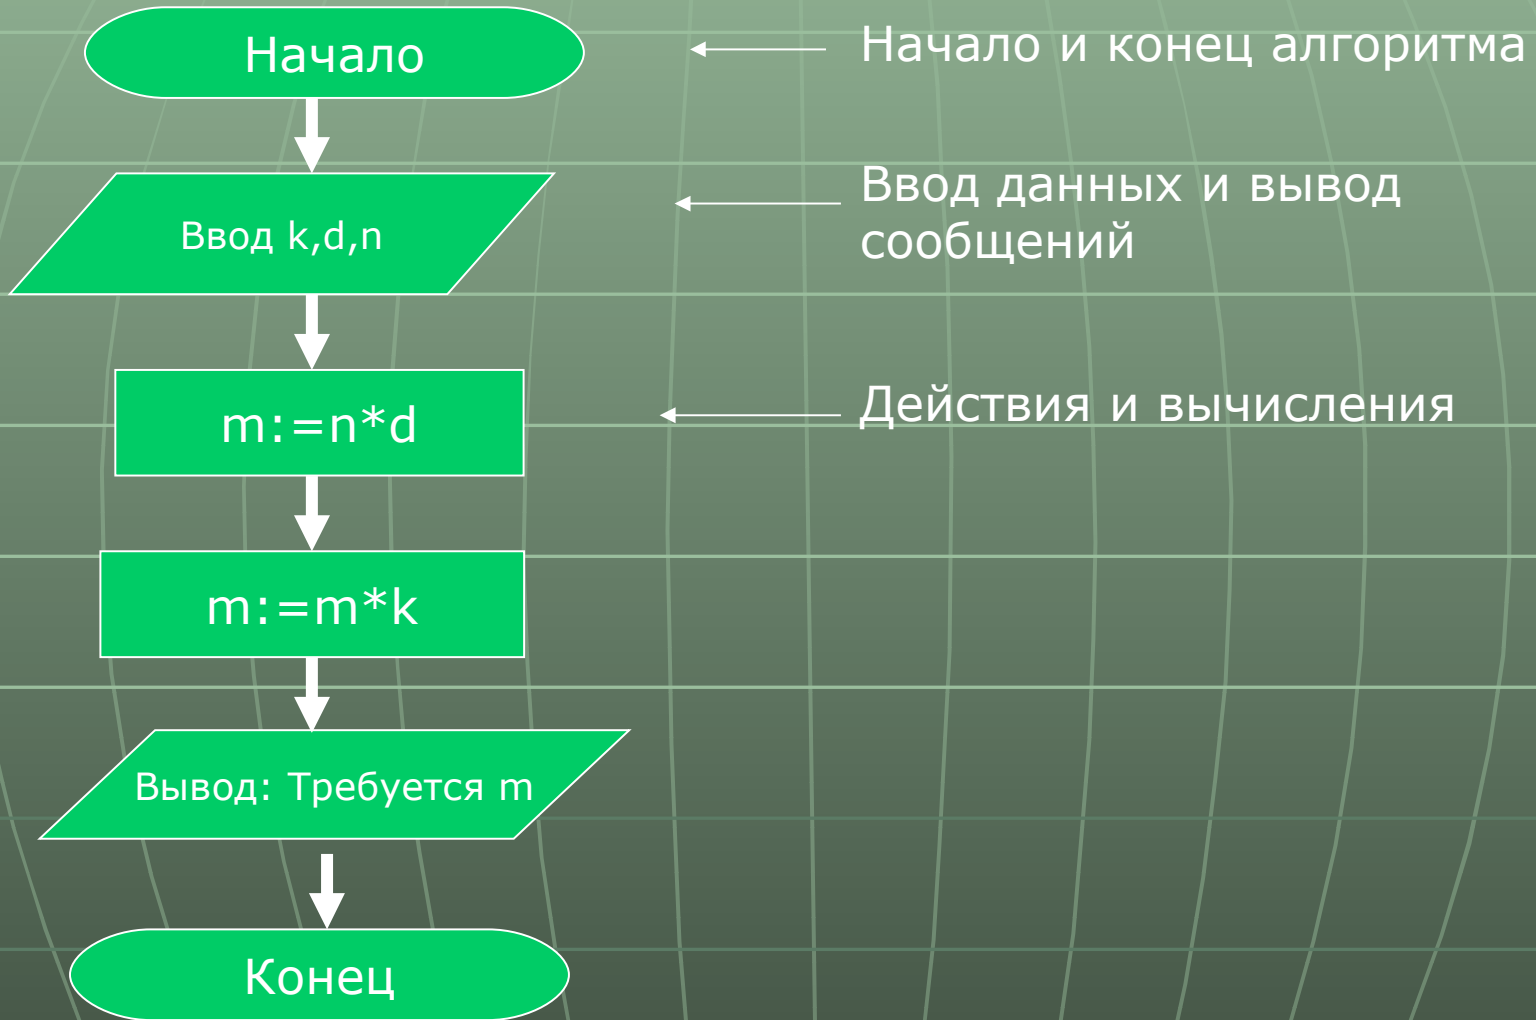 Начало
Начало и конец алгоритма
Ввод k,d,n
Ввод данных и вывод
сообщений
m:=n*d
Действия и вычисления
m:=m*k
Вывод: Требуется m
Конец